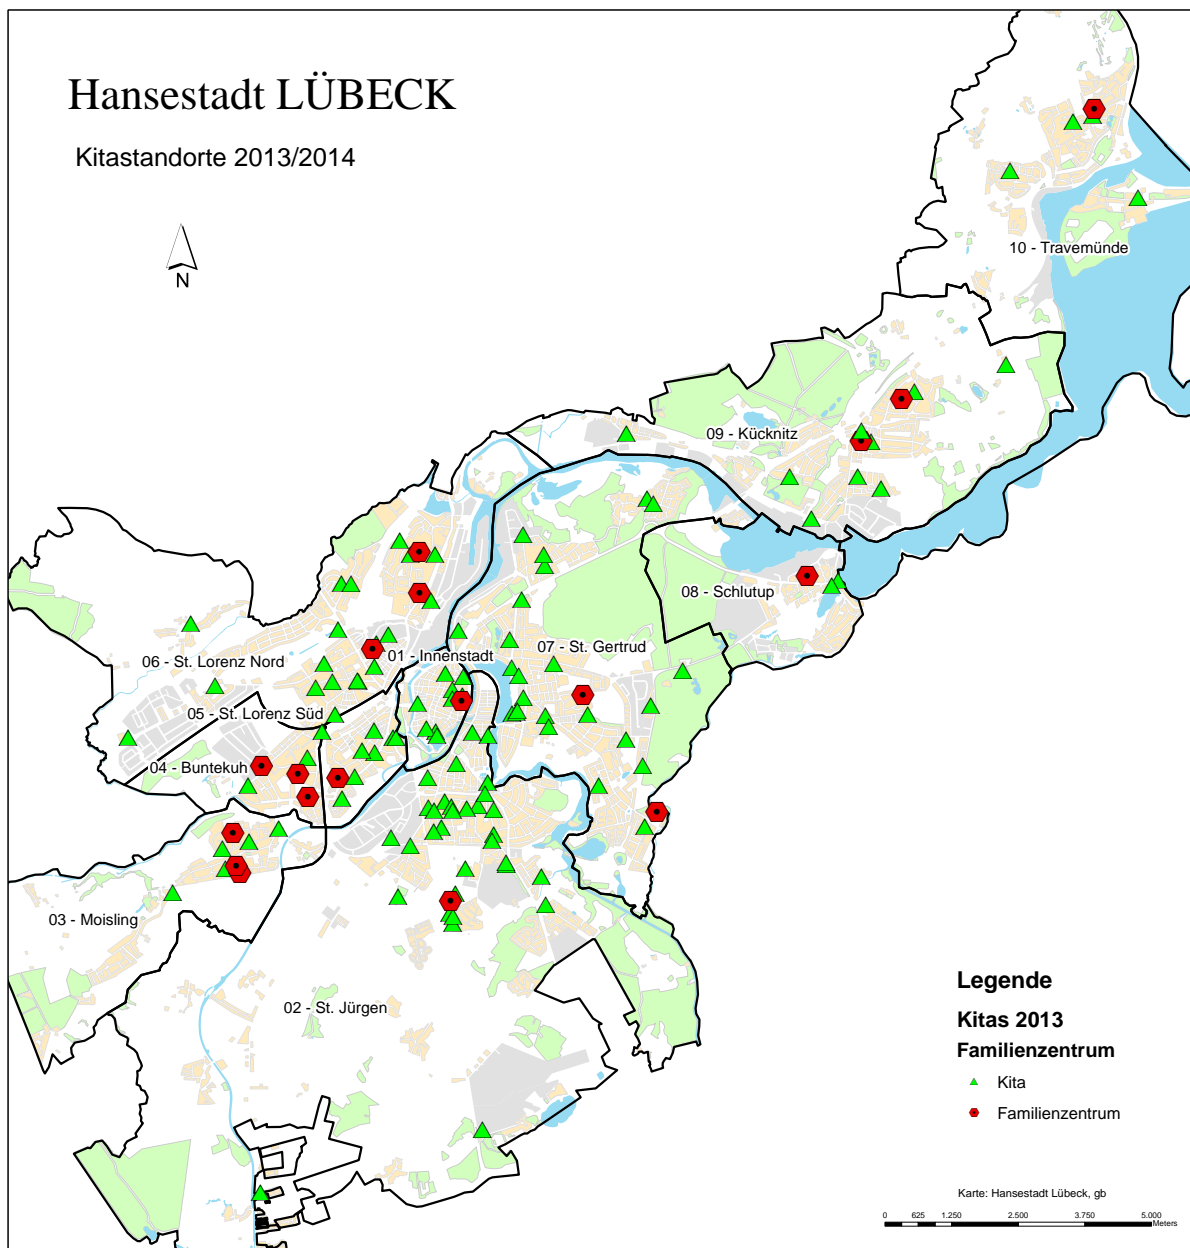 Hansestadt LÜBECK
Kitastandorte 2013/2014
N
10 - Travemünde
09 - Kücknitz
08 - Schlutup
07 - St. Gertrud
01 - Innenstadt
06 - St. Lorenz Nord
05 - St. Lorenz Süd
04 - Buntekuh
03 - Moisling
02 - St. Jürgen
Legende
Kitas 2013
Familienzentrum
Kita
Familienzentrum
Karte: Hansestadt Lübeck, gb
0 625 1.250 2.500 3.750 5.000
Meters